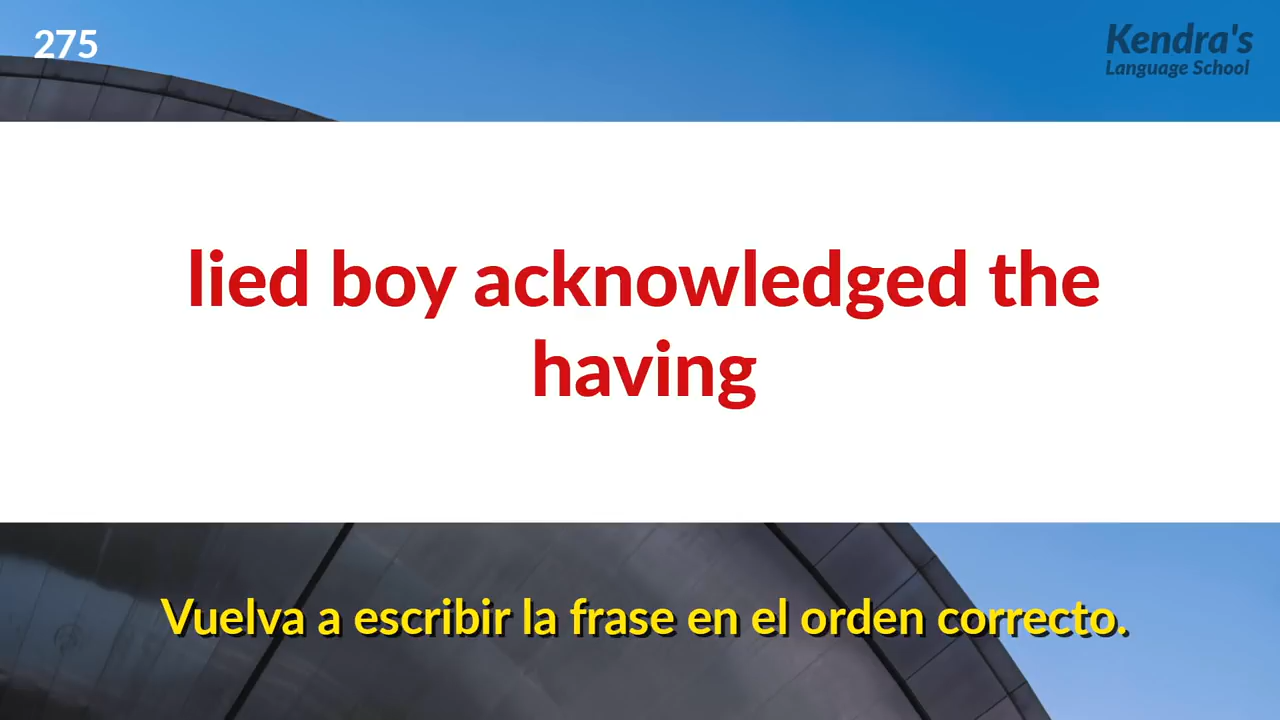 275
Kendra's
Language School
lied boy acknowledged the
having
Vuelva a escribir la frase en el orden correcto.